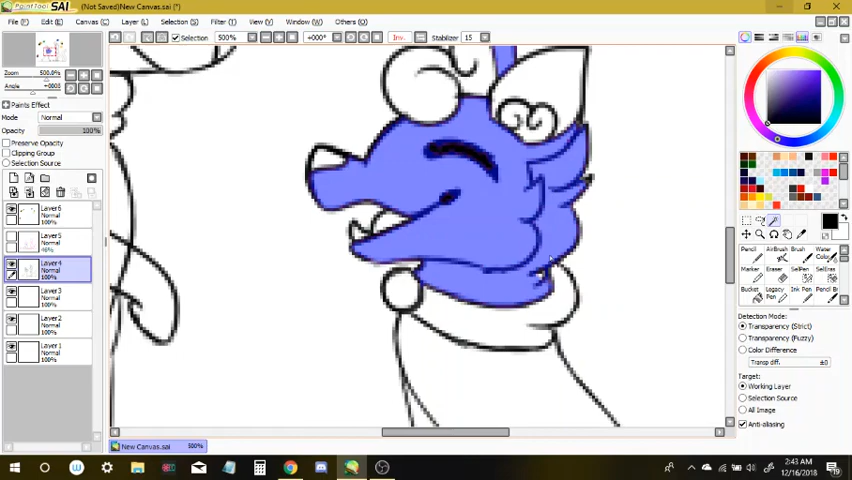 PaintTool SAI (Not Saved)New Canvas.sai (*)
File (F) Edit (E) Canvas (C) Layer (L) Selection (S) Filter (T) View (V) Window (W) Others (O)
Selection 500% +000° Inv. Stabilizer 15
Zoom 500.0%
Angle +000δ
Paints Effect
Mode Normal
Opacity 100%
Preserve Opacity
Clipping Group
Selection Source
Layer6
Normal
100%
Layer5
Normal
Layer4
Normal
100%
Layer3
Normal
100%
Layer2
Normal
100%
Layer1
Normal
100%
Pencil AirBrush Brush Water Color
Marker Eraser SelPen SelEras
Bucket Legacy Pen Ink Pen Pencil
Detection Mode:
Transparency (Strict)
Transparency (Fuzzy)
Color Difference
Transp diff. ±0
Target:
Working Layer
Selection Source
All Image
Anti-aliasing
New Canvas.sai
2:43 AM
12/16/2018